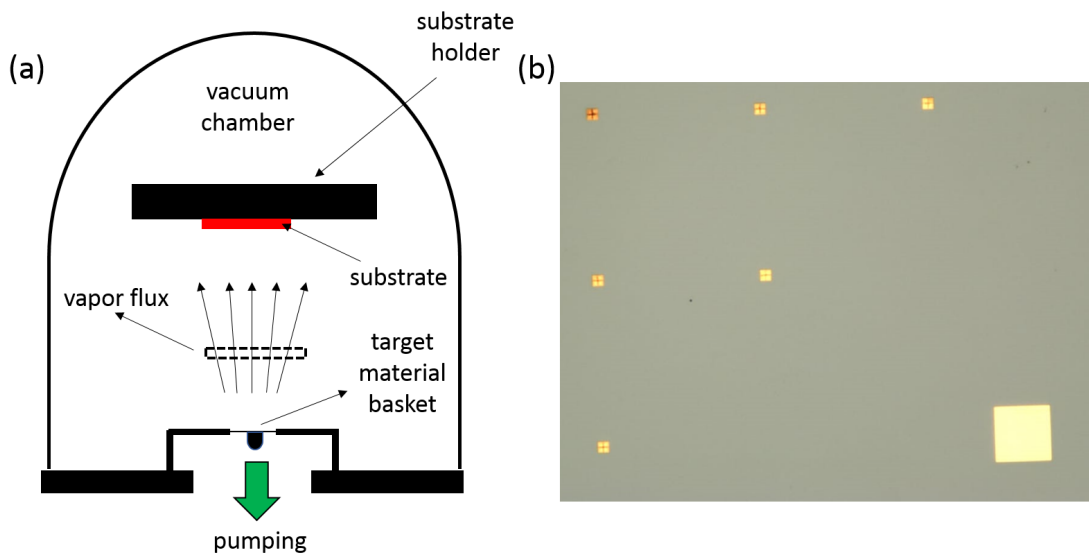 (a)
substrate
holder
vacuum
chamber
substrate
vapor flux
target
material
basket
pumping
(b)